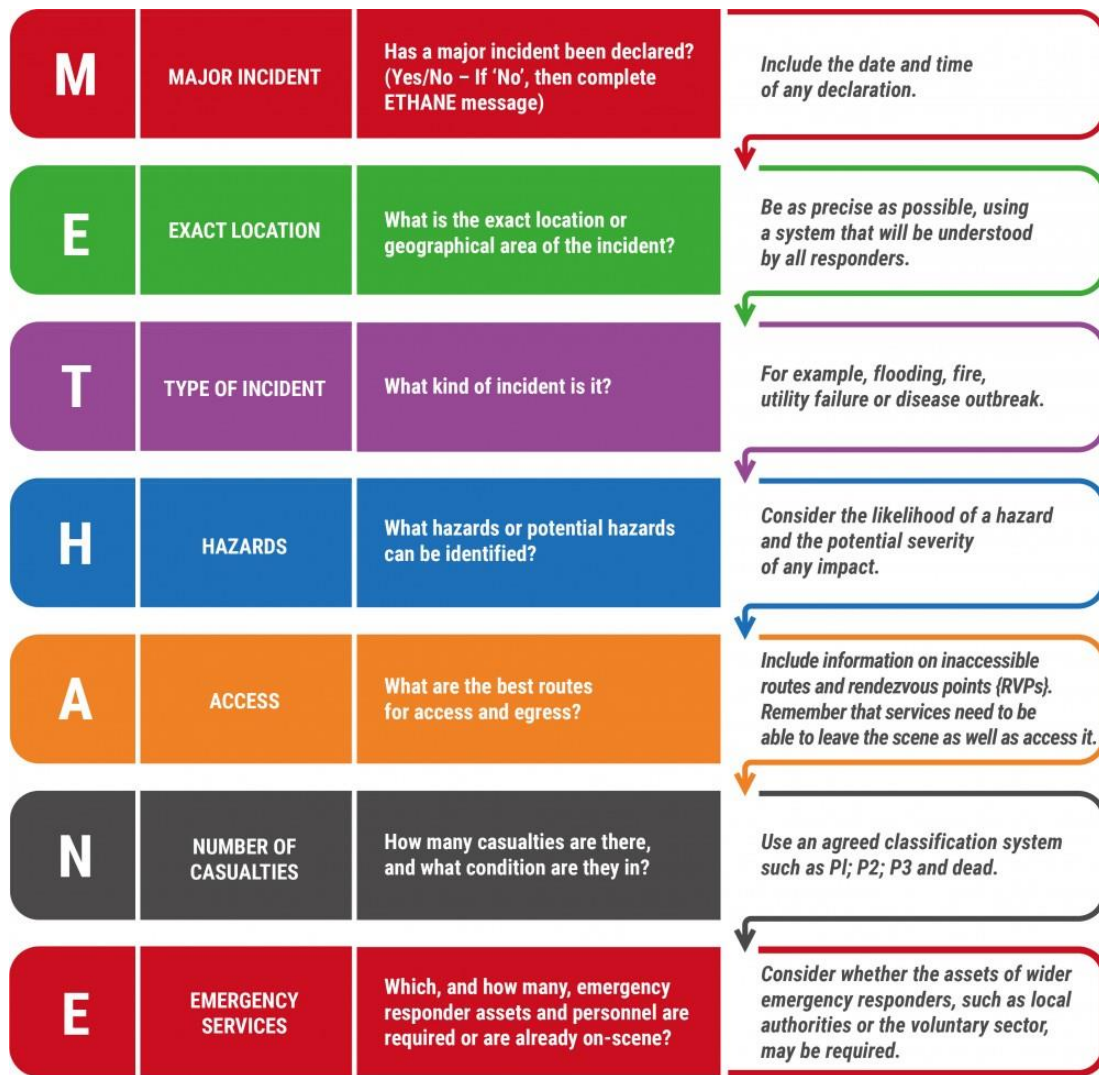 M
MAJOR INCIDENT
Has a major incident been declared?
(Yes/No – If ‘No’, then complete
ETHANE message)
Include the date and time
of any declaration.
E
EXACT LOCATION
What is the exact location or
geographical area of the incident?
Be as precise as possible, using
a system that will be understood
by all responders.
T
TYPE OF INCIDENT
What kind of incident is it?
For example, flooding, fire,
utility failure or disease outbreak.
H
HAZARDS
What hazards or potential hazards
can be identified?
Consider the likelihood of a hazard
and the potential severity
of any impact.
A
ACCESS
What are the best routes
for access and egress?
Include information on inaccessible
routes and rendezvous points {RVPs}.
Remember that services need to be
able to leave the scene as well as access it.
N
NUMBER OF
CASUALTIES
How many casualties are there,
and what condition are they in?
Use an agreed classification system
such as Pl; P2; P3 and dead.
E
EMERGENCY
SERVICES
Which, and how many, emergency
responder assets and personnel are
required or are already on-scene?
Consider whether the assets of wider
emergency responders, such as local
authorities or the voluntary sector,
may be required.